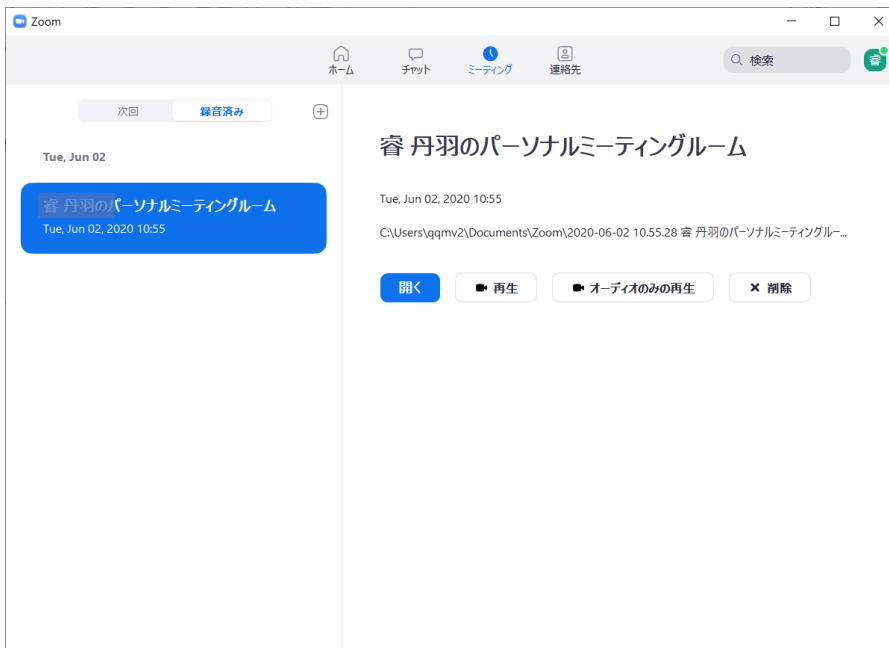 Zoom
ホーム
チャット
ミーティング
連絡先
検索
睿
次回
録音済み
Tue, Jun 02
睿 丹羽のパーソナルミーティングルーム
Tue, Jun 02, 2020 10:55
睿 丹羽のパーソナルミーティングルーム
Tue, Jun 02, 2020 10:55
C:\Users\qqmv2\Documents\Zoom\2020-06-02 10.55.28 睿 丹羽のパーソナルミーティングルー...
開く
再生
オーディオのみの再生
削除